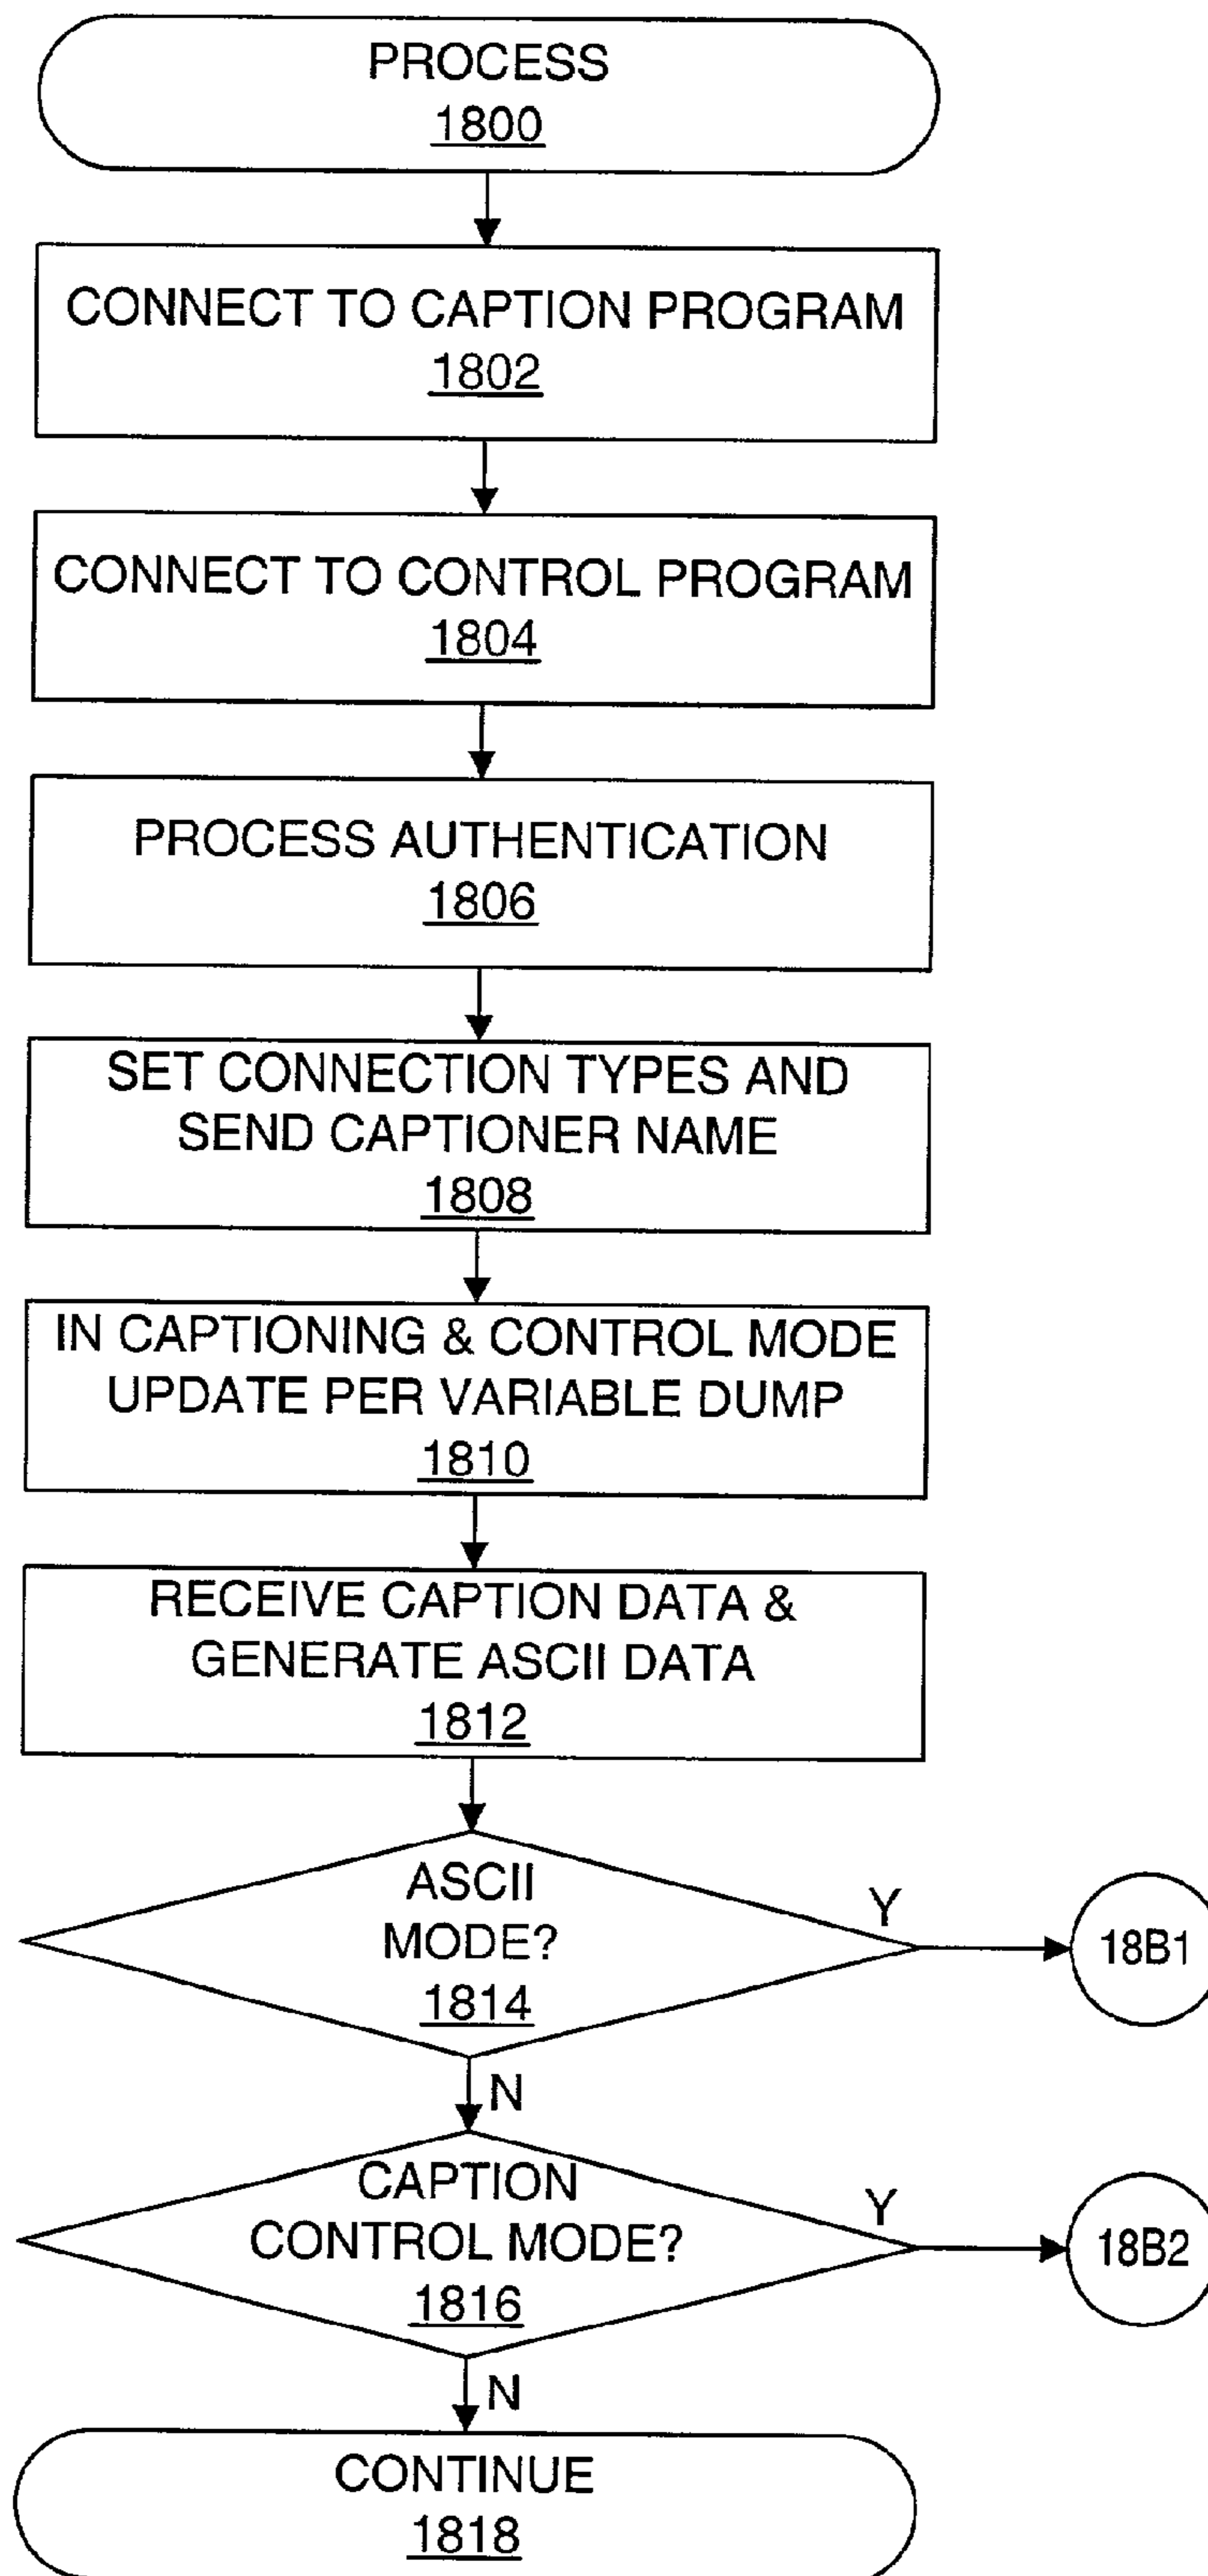 PROCESS
1800
CONNECT TO CAPTION PROGRAM
1802
CONNECT TO CONTROL PROGRAM
1804
PROCESS AUTHENTICATION
1806
SET CONNECTION TYPES AND
SEND CAPTIONER NAME
1808
IN CAPTIONING & CONTROL MODE
UPDATE PER VARIABLE DUMP
1810
RECEIVE CAPTION DATA &
GENERATE ASCII DATA
1812
ASCII
MODE?
1814
Y
18B1
N
CAPTION
CONTROL MODE?
1816
Y
18B2
N
CONTINUE
1818